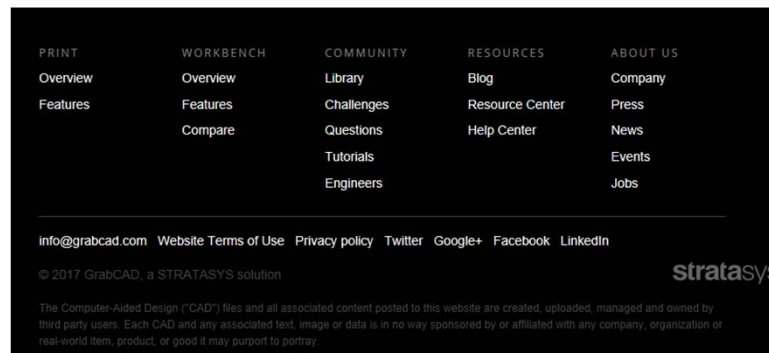 PRINT
Overview
Features
WORKBENCH
Overview
Features
Compare
COMMUNITY
Library
Challenges
Questions
Tutorials
Engineers
RESOURCES
Blog
Resource Center
Help Center
ABOUT US
Company
Press
News
Events
Jobs
info@grabcad.com Website Terms of Use Privacy policy Twitter Google+ Facebook LinkedIn
© 2017 GrabCAD, a STRATASYS solution
stratasys
The Computer-Aided Design ("CAD") files and all associated content posted to this website are created, uploaded, managed and owned by
third party users. Each CAD and any associated text, image or data is in no way sponsored by or affiliated with any company, organization or
real-world item, product, or good it may purport to portray.